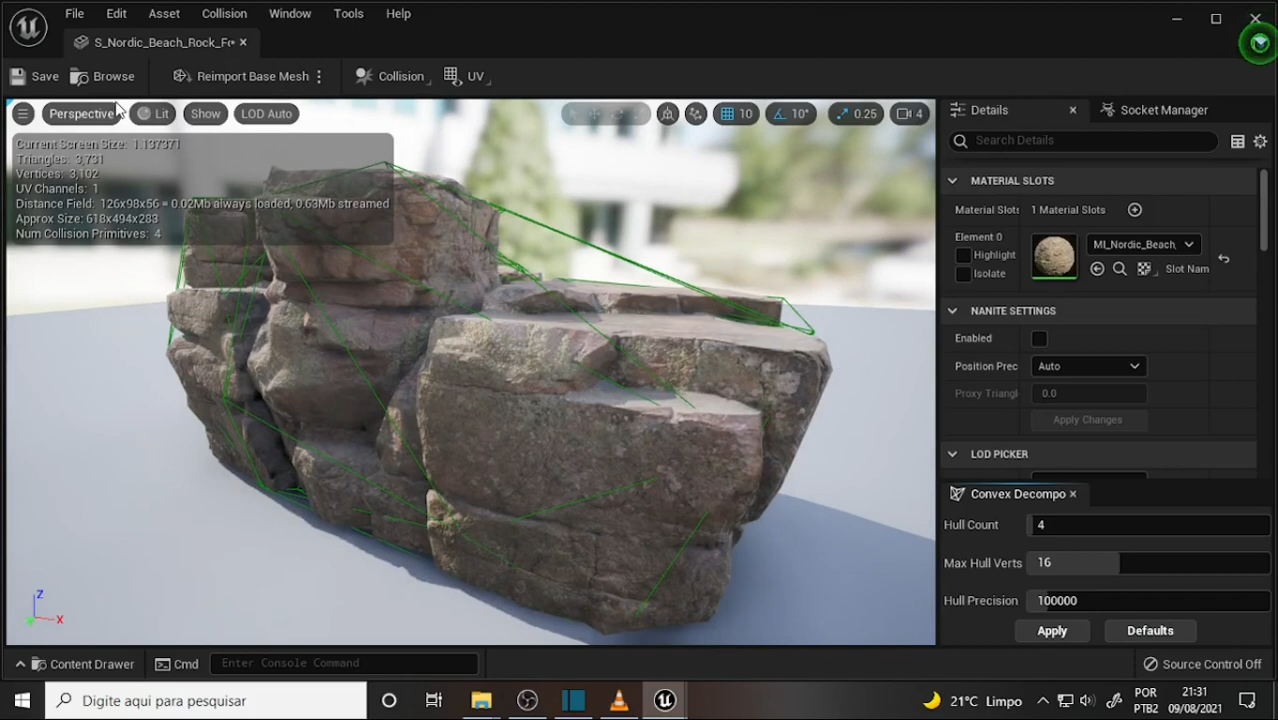 File Edit Asset Collision Window Tools Help
S_Nordic_Beach_Rock_Fo
Save Browse Reimport Base Mesh Collision UV
Perspective Lit Show LOD Auto 10 10° 0.25 4
Current Screen Size: 1.137371
Triangles: 3,731
Vertices: 3,102
UV Channels: 1
Distance Field: 126x98x56 = 0.02Mb always loaded, 0.63Mb streamed
Approx Size: 618x494x283
Num Collision Primitives: 4
Z
X
Details Socket Manager
Search Details
MATERIAL SLOTS
Material Slots 1 Material Slots
Element 0
Highlight
Isolate
MI_Nordic_Beach_
Slot Nam
NANITE SETTINGS
Enabled
Position Prec Auto
Proxy Triangl 0.0
Apply Changes
LOD PICKER
Convex Decompo
Hull Count 4
Max Hull Verts 16
Hull Precision 100000
Apply Defaults
Content Drawer Cmd Enter Console Command Source Control Off
Digite aqui para pesquisar 21°C Limpo
POR
PTB2
21:31
09/08/2021